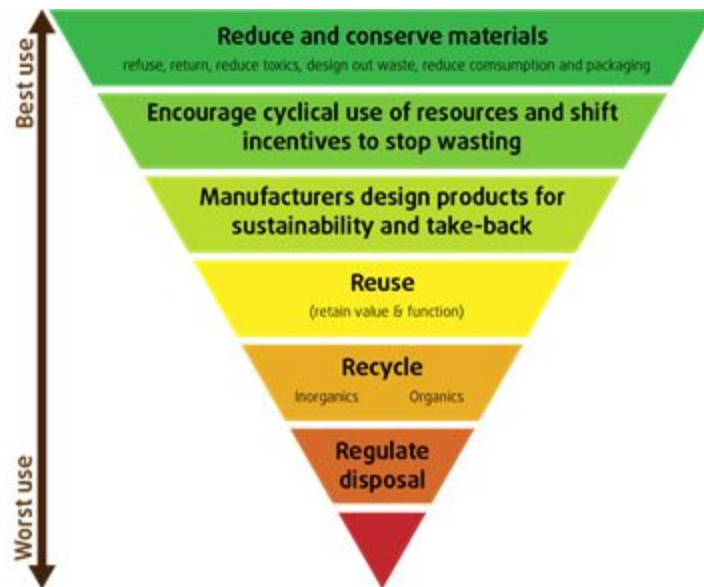 Best use
Reduce and conserve materials
refuse, return, reduce toxics, design out waste, reduce comsumption and packaging
Encourage cyclical use of resources and shift
incentives to stop wasting
Manufacturers design products for
sustainability and take-back
Reuse
(retain value & function)
Recycle
Inorganics Organics
Regulate
disposal
Worst use